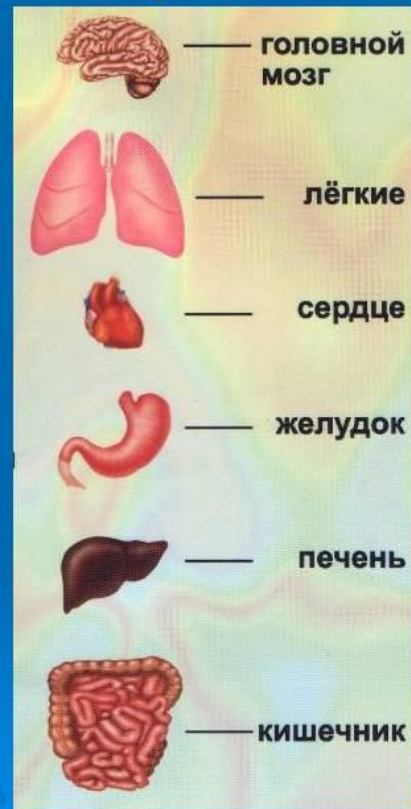 головной
мозг
лёгкие
сердце
желудок
печень
кишечник